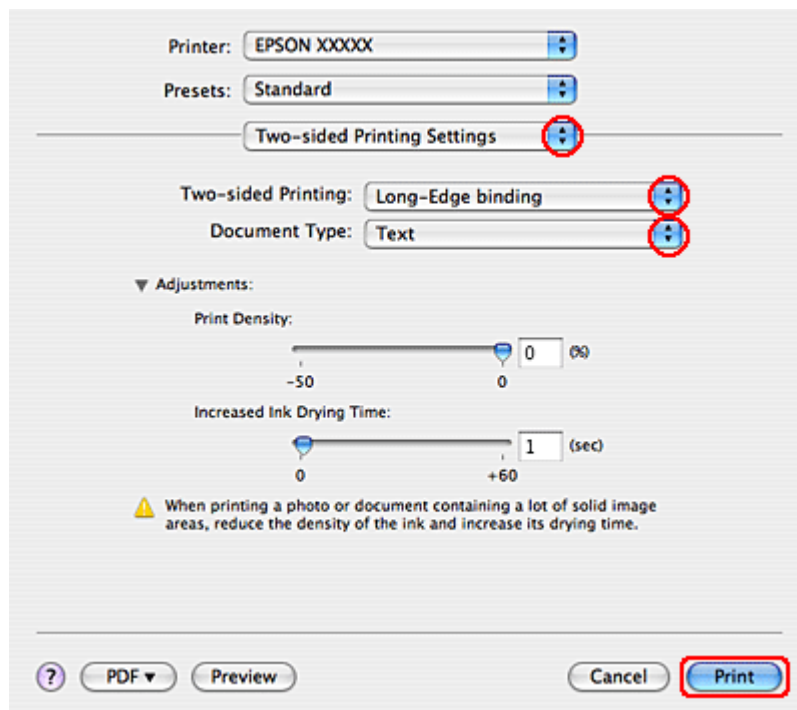 Printer: EPSON XXXXX
Presets: Standard
Two-sided Printing Settings
Two-sided Printing: Long-Edge binding
Document Type: Text
▼ Adjustments:
Print Density:
0 (%)
-50 0
Increased Ink Drying Time:
1 (sec)
0 +60
When printing a photo or document containing a lot of solid image
areas, reduce the density of the ink and increase its drying time.
? PDF ▼ Preview Cancel Print